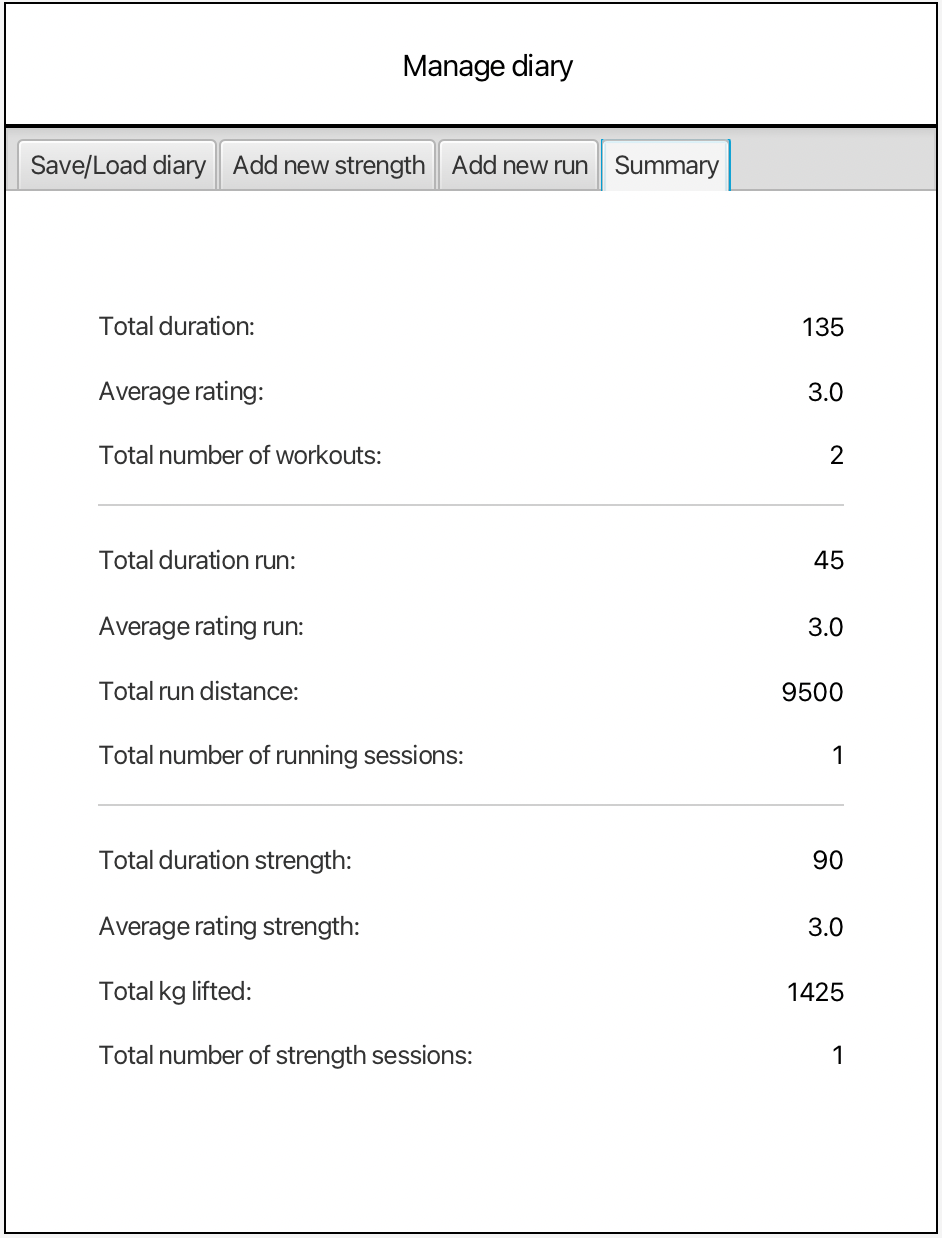 Manage diary
Save/Load diary Add new strength Add new run Summary
Total duration: 135
Average rating: 3.0
Total number of workouts: 2
Total duration run: 45
Average rating run: 3.0
Total run distance: 9500
Total number of running sessions: 1
Total duration strength: 90
Average rating strength: 3.0
Total kg lifted: 1425
Total number of strength sessions: 1